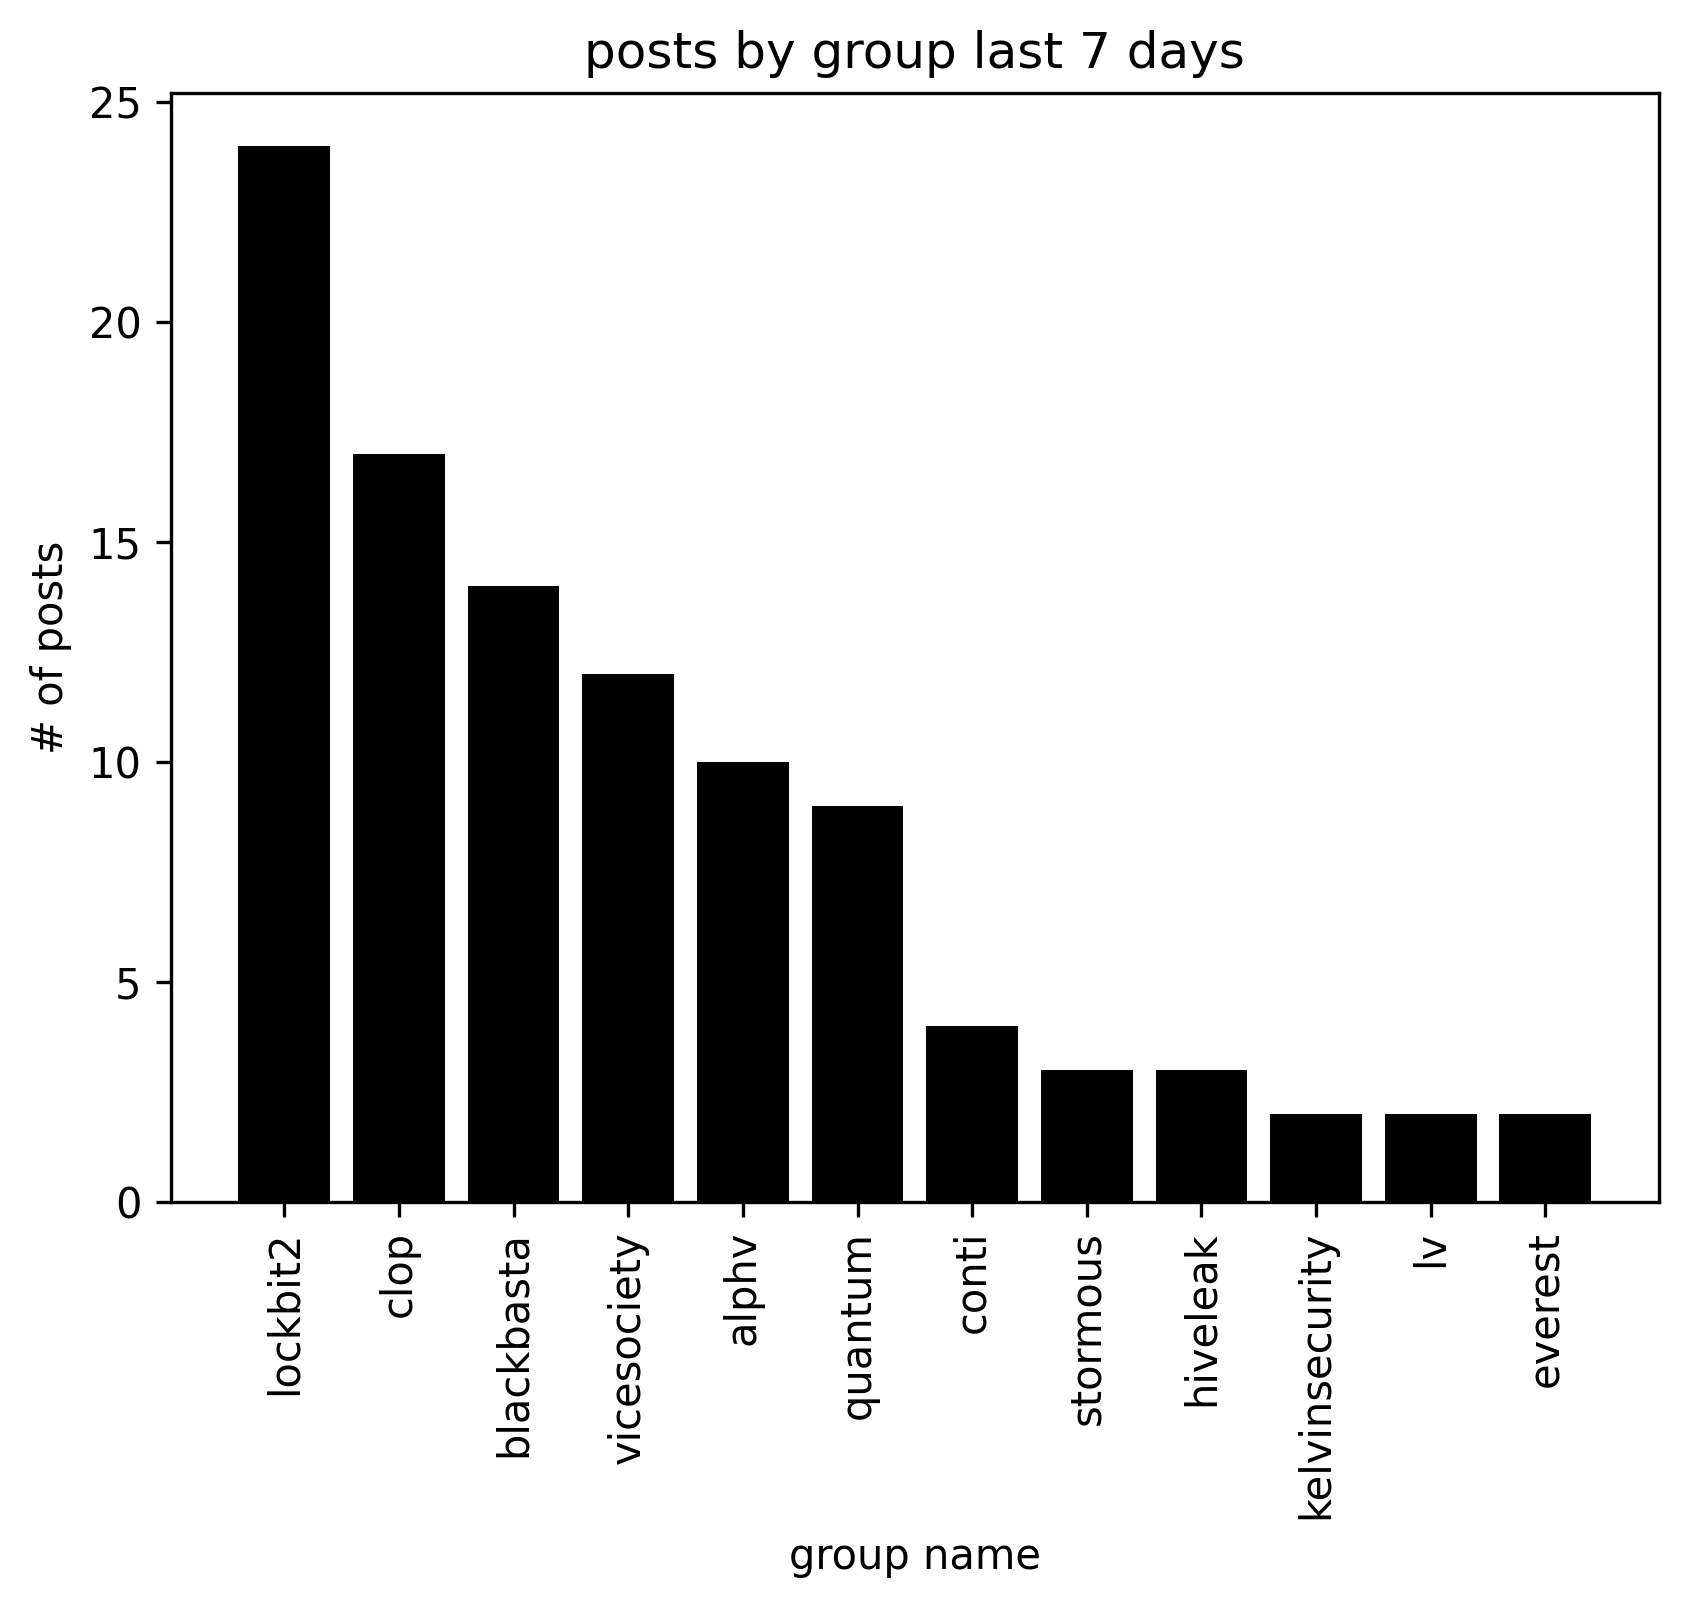 posts by group last 7 days
25
20
15
10
5
0
# of posts
lockbit2
clop
blackbasta
vicesociety
alphv
quantum
conti
stormous
hiveleak
kelvinsecurity
lv
everest
group name